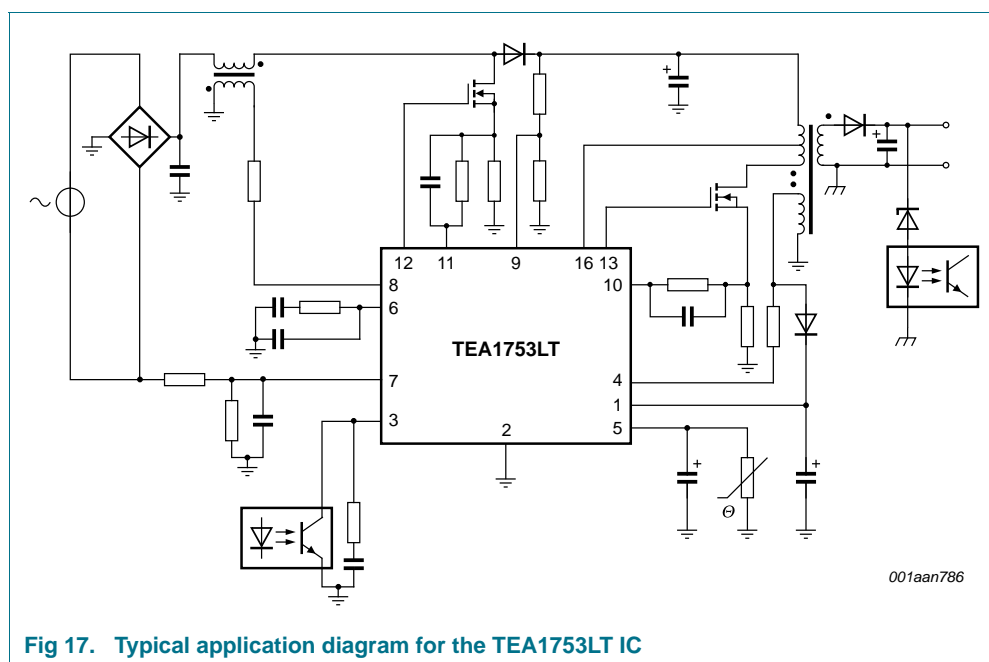 12 11 9 16 13
8
10
6
TEA1753LT
7
4
1
3
5
2
Θ
001aan786
Fig 17. Typical application diagram for the TEA1753LT IC